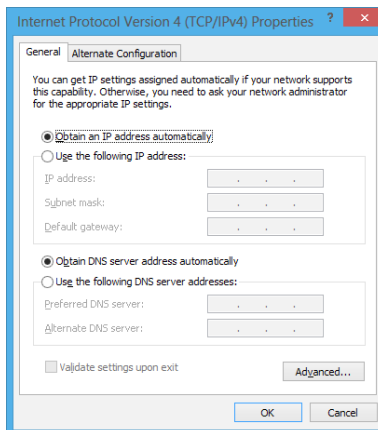 Internet Protocol Version 4 (TCP/IPv4) Properties ? ×
General Alternate Configuration
You can get IP settings assigned automatically if your network supports
this capability. Otherwise, you need to ask your network administrator
for the appropriate IP settings.
Obtain an IP address automatically
Use the following IP address:
IP address: . . .
Subnet mask: . . .
Default gateway: . . .
Obtain DNS server address automatically
Use the following DNS server addresses:
Preferred DNS server: . . .
Alternate DNS server: . . .
Validate settings upon exit
Advanced...
OK Cancel